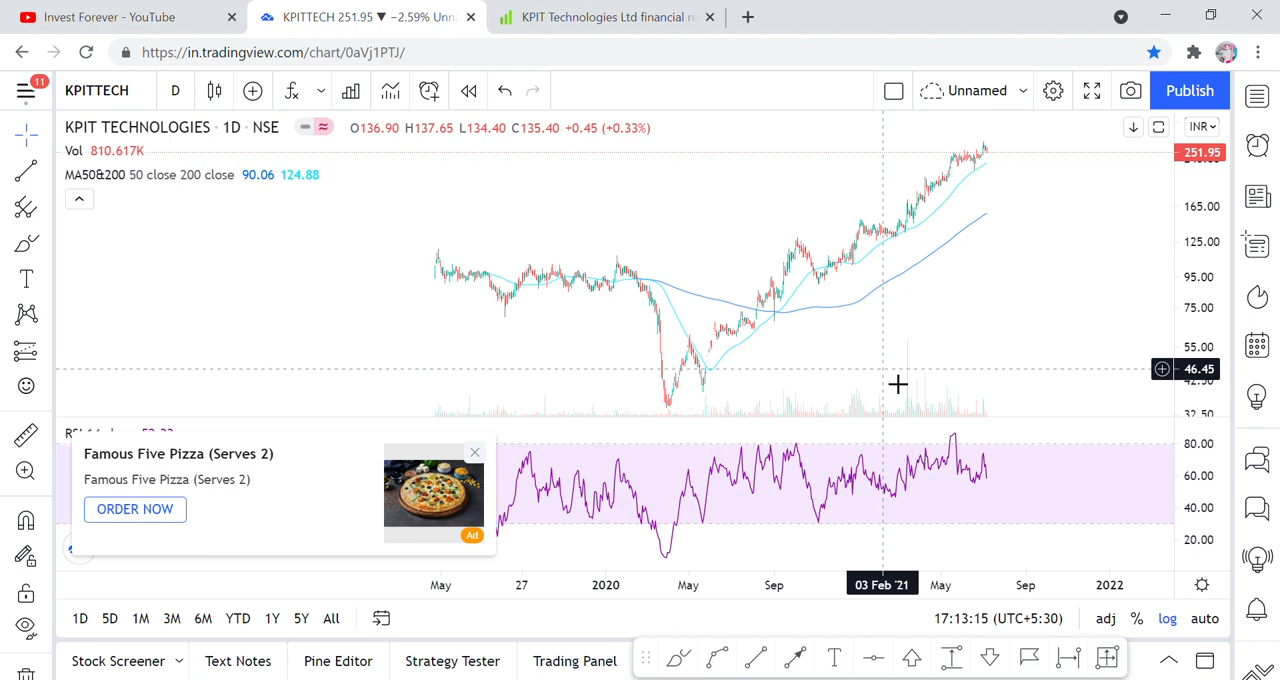 Invest Forever - YouTube
KPITTECH 251.95 ▼ −2.59% Unna
KPIT Technologies Ltd financial re
https://in.tradingview.com/chart/0aVj1PTJ/
11
KPITTECH
D
Unnamed
Publish
KPIT TECHNOLOGIES · 1D · NSE
O136.90 H137.65 L134.40 C135.40 +0.45 (+0.33%)
INR
Vol 810.617K
251.95
MA50&200 50 close 200 close 90.06 124.88
165.00
125.00
95.00
75.00
55.00
46.45
37.50
80.00
Famous Five Pizza (Serves 2)
Famous Five Pizza (Serves 2)
60.00
ORDER NOW
40.00
Ad
20.00
May
27
2020
May
Sep
03 Feb '21
May
Sep
2022
1D 5D 1M 3M 6M YTD 1Y 5Y All
17:13:15 (UTC+5:30)
adj % log auto
Stock Screener
Text Notes
Pine Editor
Strategy Tester
Trading Panel